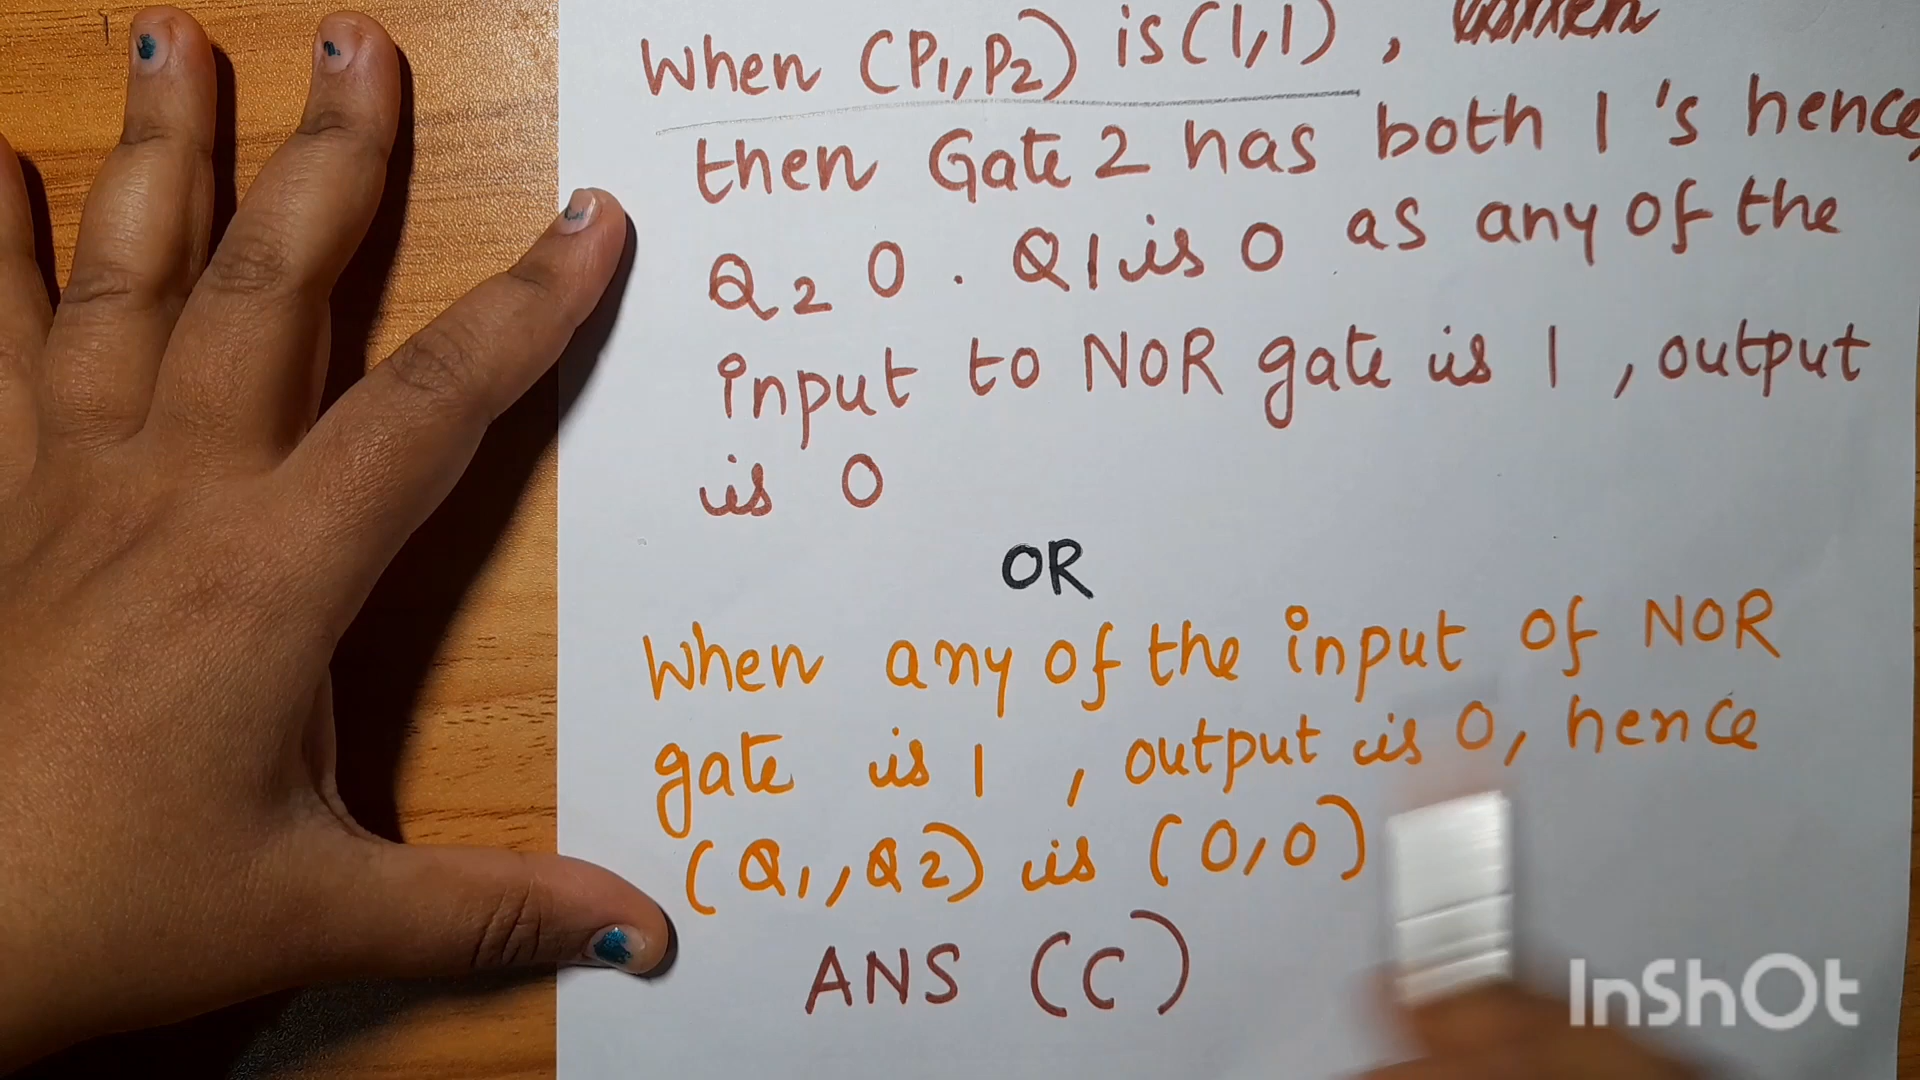 When (P1,P2) is (1,1) ,
then Gate 2 has both 1's hence,
Q2 0 . Q1 is 0 as any of the
input to NOR gate is 1 , output
is 0
OR
When any of the input of NOR
gate is 1 , output is 0, hence
(Q1,Q2) is (0,0)
ANS (C)
InShOt